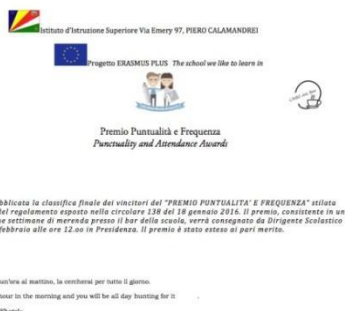 Istituto d'Istruzione Superiore Via Emery 97, PIERO CALAMANDREI
Progetto ERASMUS PLUS The school we like to learn in
Premio Puntualità e Frequenza
Punctuality and Attendance Awards
bblicata la classifica finale dei vincitori del "PREMIO PUNTUALITA' E FREQUENZA" stilata
del regolamento esposto nella circolare 138 del 18 gennaio 2016. Il premio, consistente in un
ue settimane di merenda presso il bar della scuola, verrà consegnato da Dirigente Scolastico
febbraio alle ore 12.00 in Presidenza. Il premio è stato esteso ai pari merito.
un'ora al mattino, la cercherai per tutto il giorno.
hour in the morning and you will be all day hunting for it .